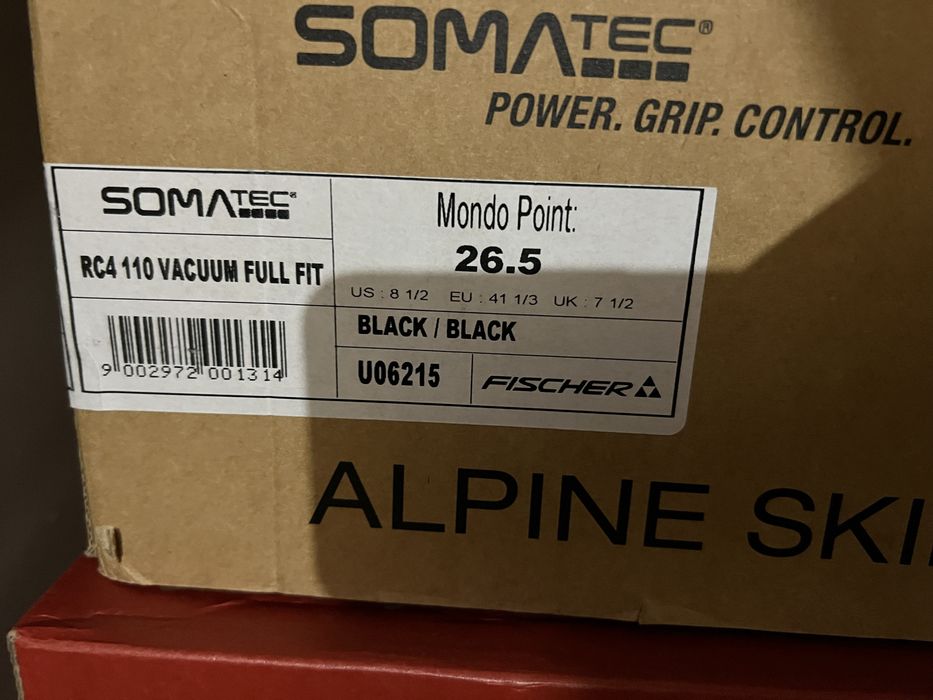 SOMATEC®
POWER. GRIP. CONTROL.
SOMATEC®
RC4 110 VACUUM FULL FIT
9 002972 001314
Mondo Point:
26.5
US : 8 1/2 EU : 41 1/3 UK : 7 1/2
BLACK / BLACK
U06215
FISCHER
ALPINE SKI